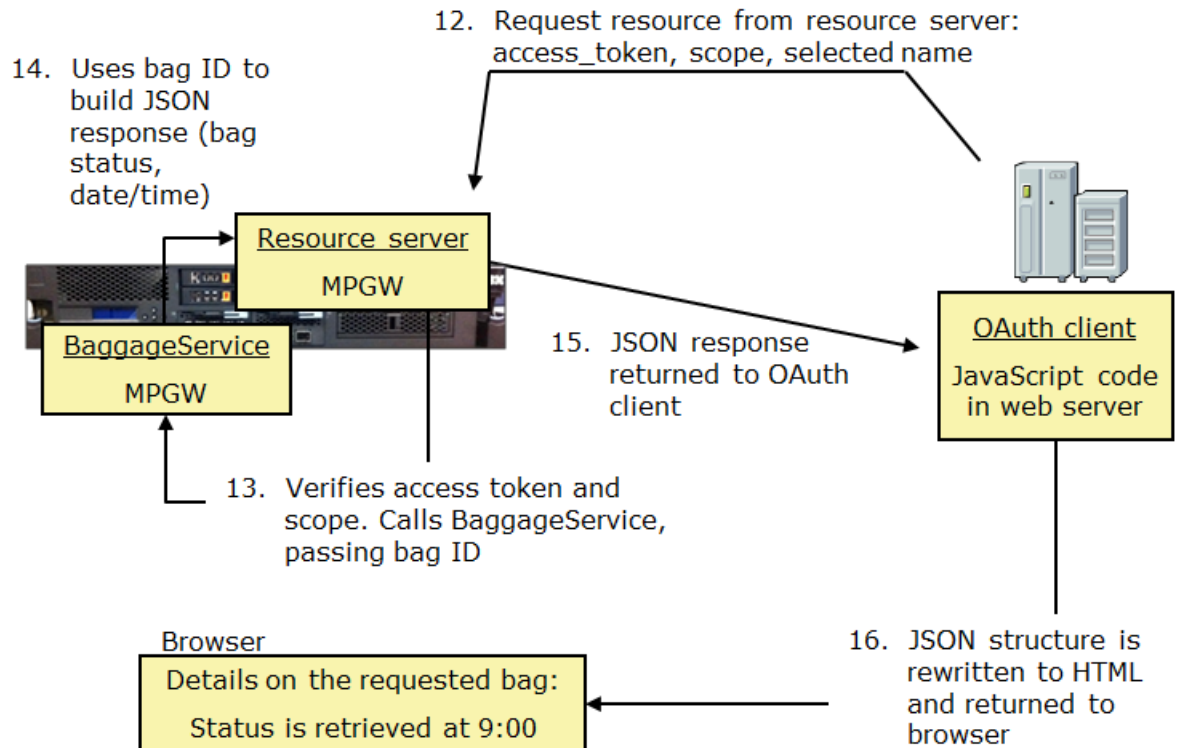 12. Request resource from resource server:
access_token, scope, selected name
14. Uses bag ID to
build JSON
response (bag
status,
date/time)
Resource server
MPGW
BaggageService
MPGW
15. JSON response
returned to OAuth
client
OAuth client
JavaScript code
in web server
13. Verifies access token and
scope. Calls BaggageService,
passing bag ID
Browser
Details on the requested bag:
Status is retrieved at 9:00
16. JSON structure is
rewritten to HTML
and returned to
browser